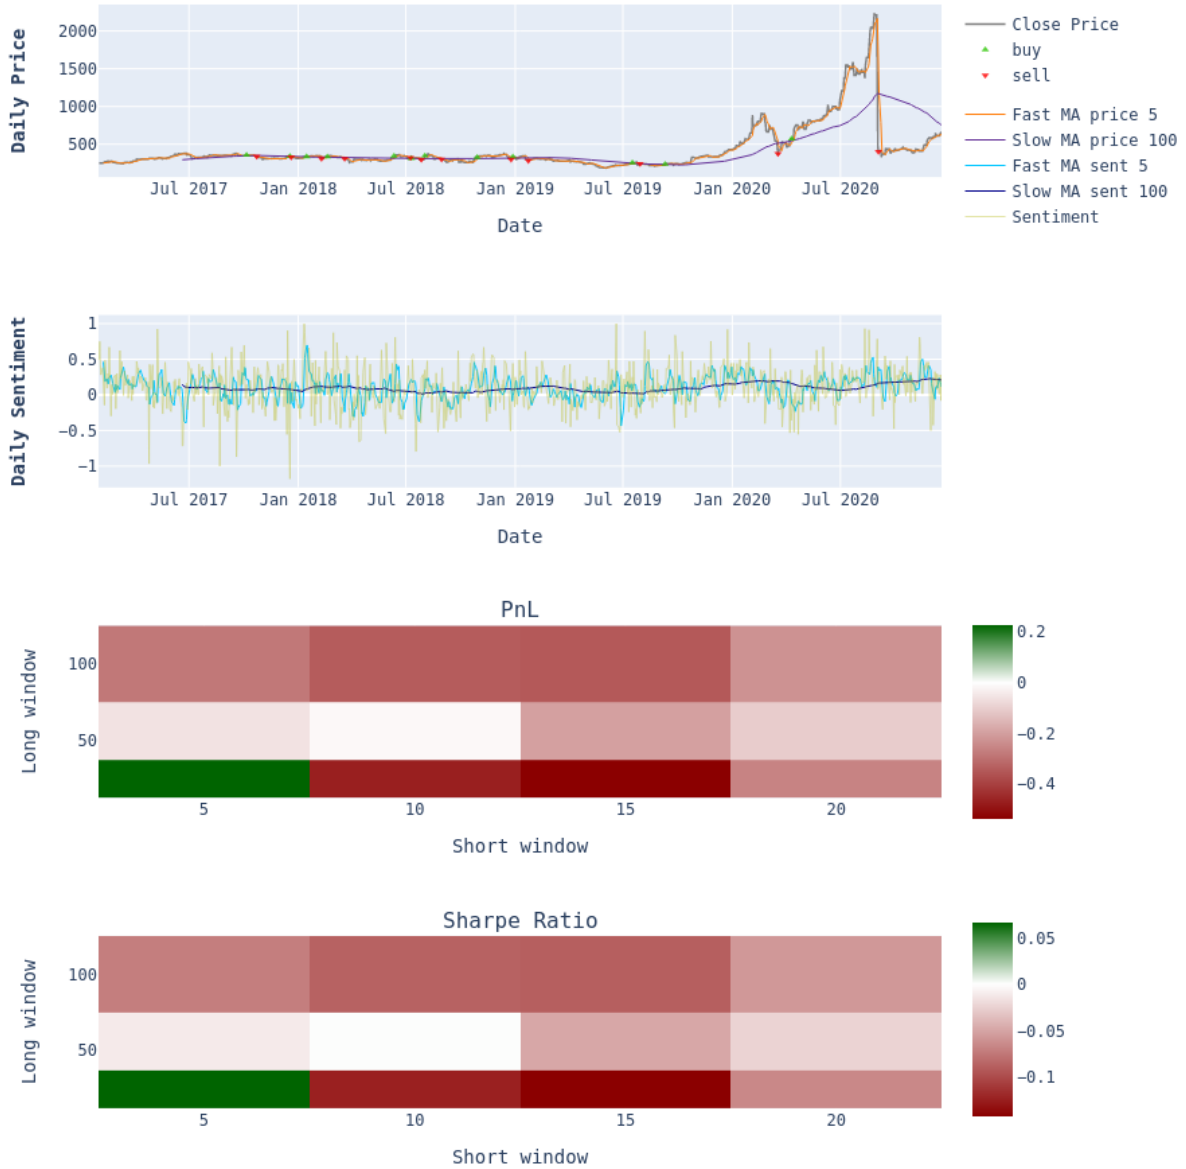 Daily Price
2000
1500
1000
500
Jul 2017 Jan 2018 Jul 2018 Jan 2019 Jul 2019 Jan 2020 Jul 2020
Date
Close Price
buy
sell
Fast MA price 5
Slow MA price 100
Fast MA sent 5
Slow MA sent 100
Sentiment
Daily Sentiment
1
0.5
0
−0.5
−1
Jul 2017 Jan 2018 Jul 2018 Jan 2019 Jul 2019 Jan 2020 Jul 2020
Date
PnL
Long window
100
50
5 10 15 20
Short window
0.2
0
−0.2
−0.4
Sharpe Ratio
Long window
100
50
5 10 15 20
Short window
0.05
0
−0.05
−0.1